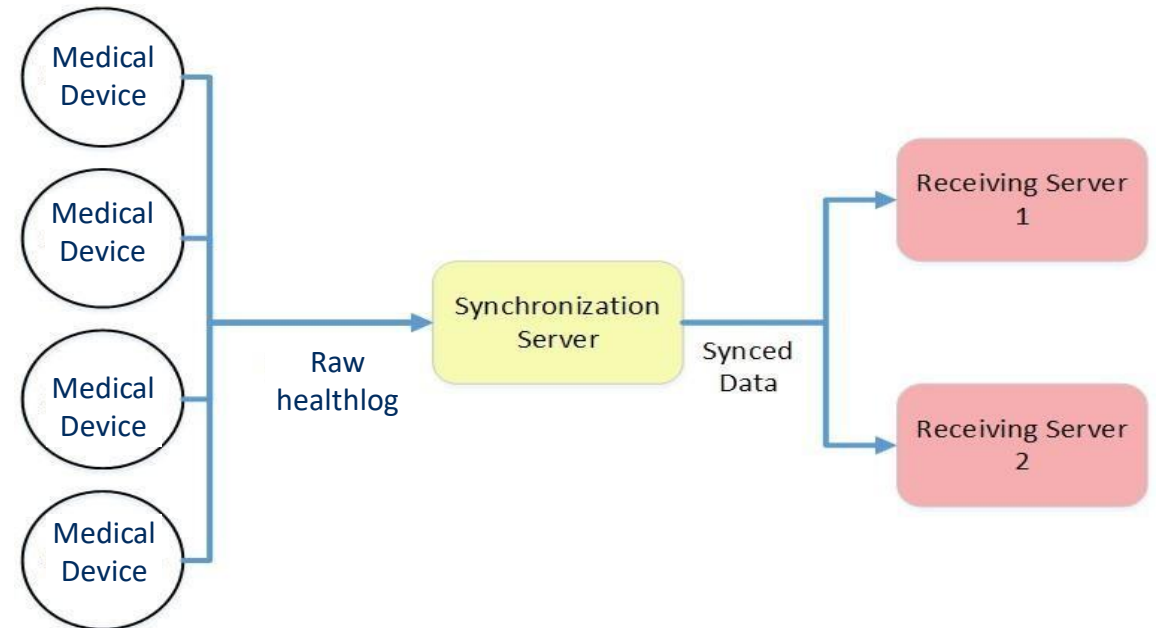 Medical
Device
Medical
Device
Medical
Device
Medical
Device
Raw
healthlog
Synchronization
Server
Synced
Data
Receiving Server
1
Receiving Server
2